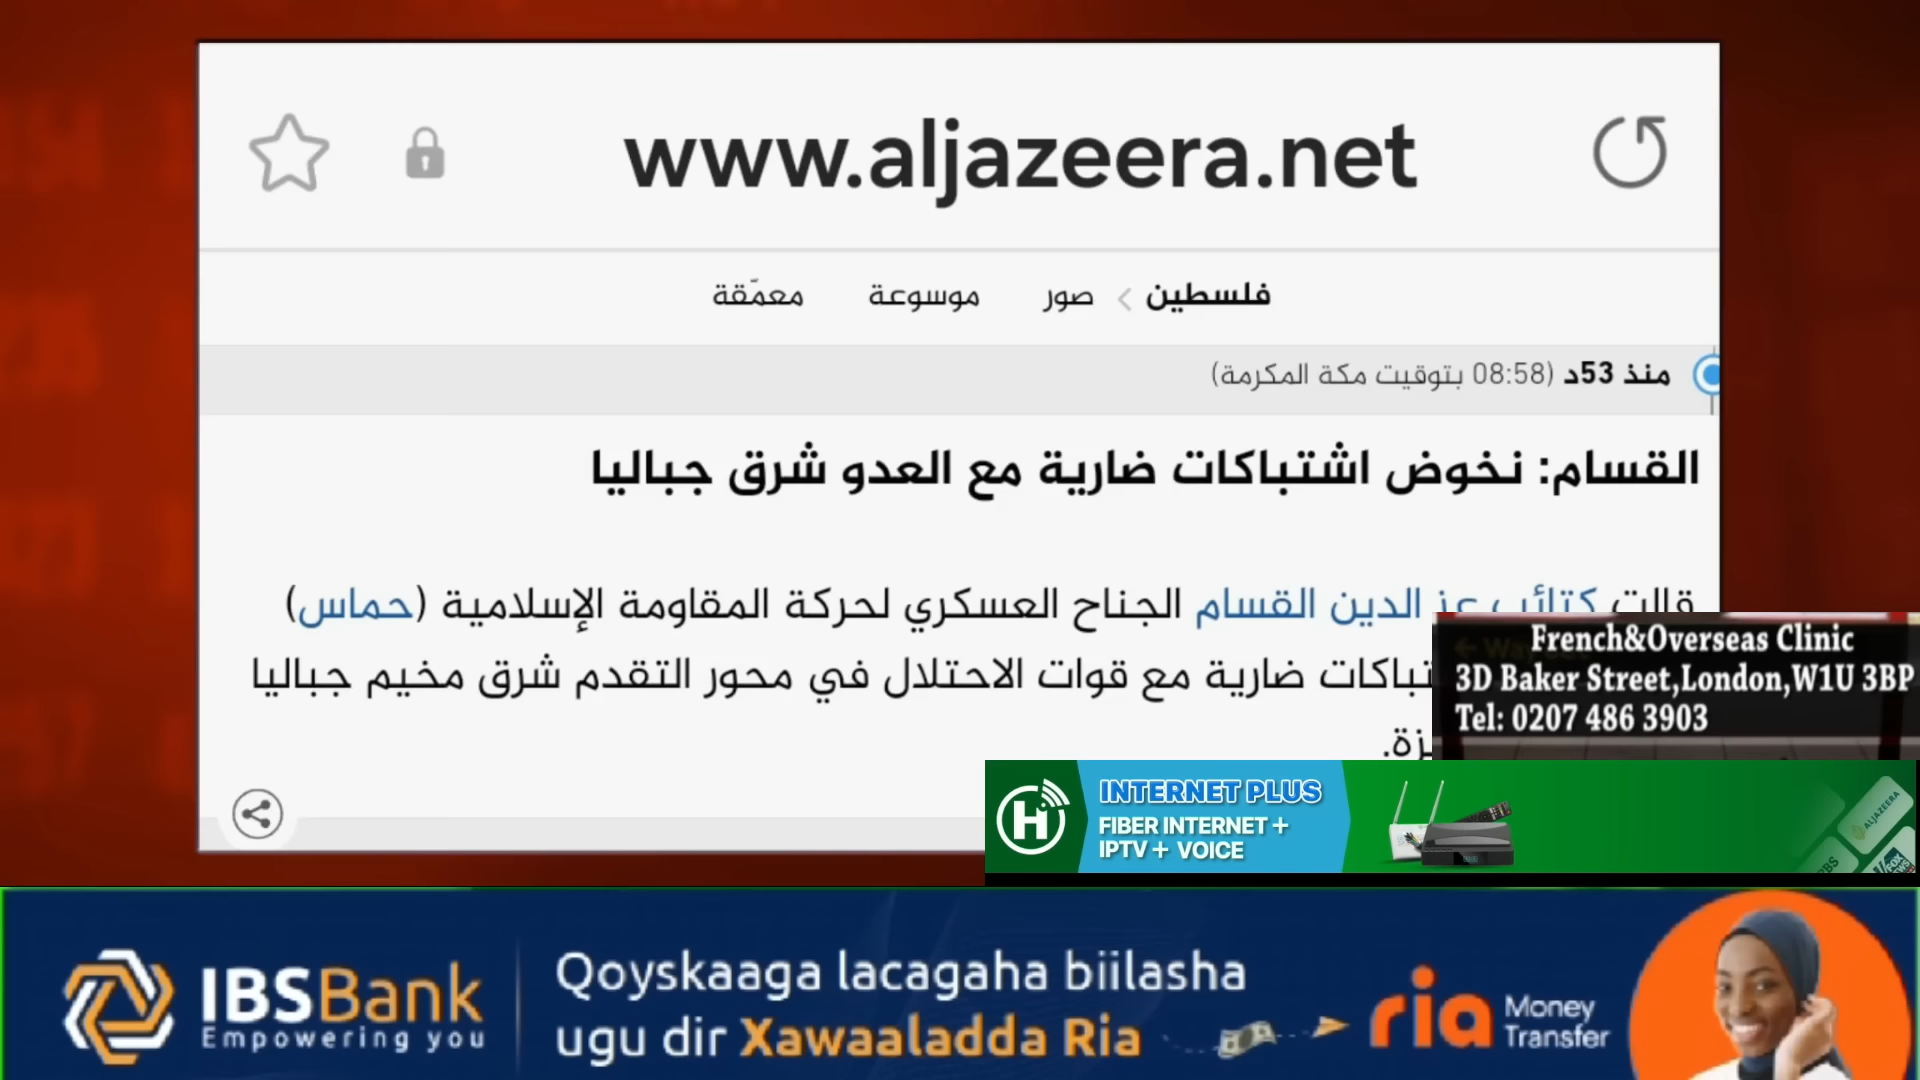 www.aljazeera.net
فلسطين > صور موسوعة معمّقة
منذ 53د (08:58 بتوقيت مكة المكرمة)
القسام: نخوض اشتباكات ضارية مع العدو شرق جباليا
قالت كتائب عز الدين القسام الجناح العسكري لحركة المقاومة الإسلامية (حماس)
ضارية مع قوات الاحتلال في محور التقدم شرق مخيم جباليا
French&Overseas Clinic
3D Baker Street,London,W1U 3BP
Tel: 0207 486 3903
H
INTERNET PLUS
FIBER INTERNET +
IPTV + VOICE
ALJAZEERA
IBSBank
Empowering you
Qoyskaaga lacagaha biilasha
ugu dir Xawaaladda Ria
ria Money
Transfer